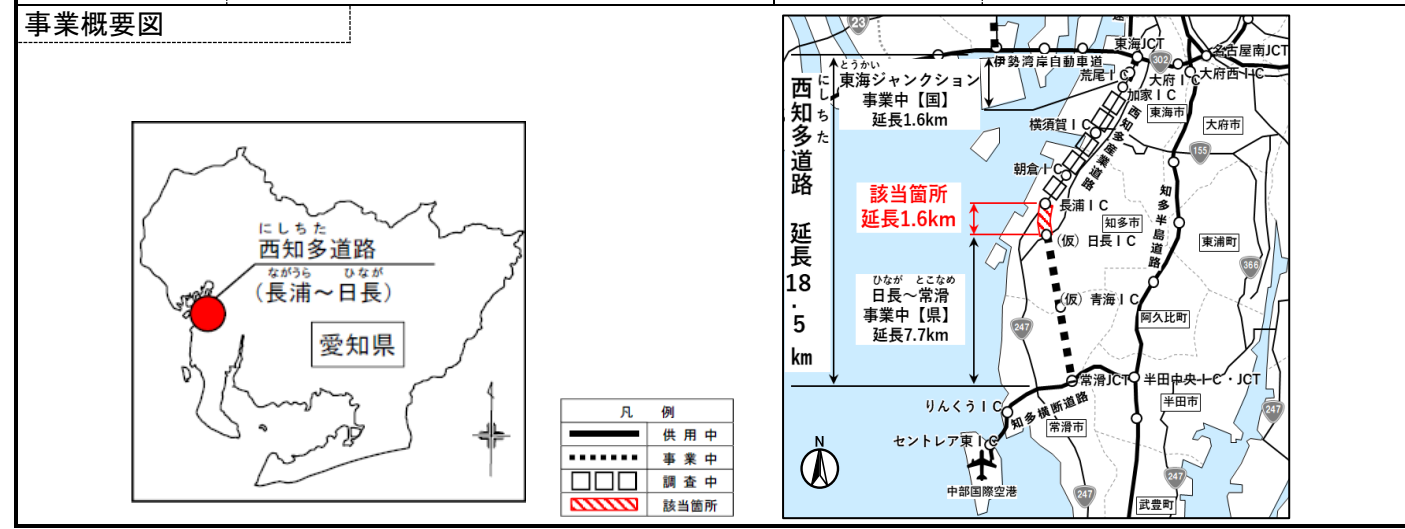 事業概要図
にしちた
西知多道路
ながうら ひなが
(長浦~日長)
愛知県
凡 例
供用中
事業中
調査中
該当箇所
23
東海JCT
302
名古屋南JCT
伊勢湾岸自動車道
荒尾IC
大府IC
大府西IC
加家IC
にしちた
西知多道路 延長18.5km
とうかい
東海ジャンクション
事業中【国】
延長1.6km
東海市
大府市
横須賀IC
西知多産業道路
155
朝倉IC
該当箇所
延長1.6km
長浦IC
知多市
知多半島道路
(仮)日長IC
東浦町
366
ひなが とこなめ
日長~常滑
事業中【県】
延長7.7km
(仮)青海IC
247
阿久比町
常滑JCT
半田中央IC・JCT
りんくうIC
知多横断道路
半田市
247
常滑市
セントレア東IC
N
中部国際空港
247
247
武豊町